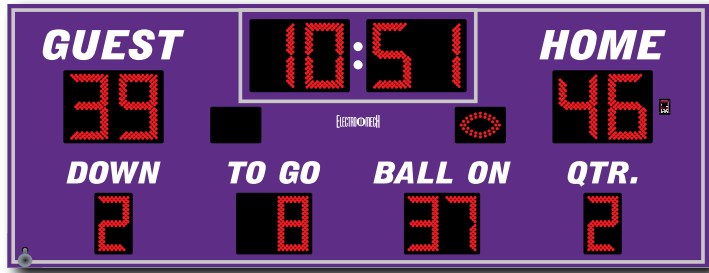 GUEST 10:51 HOME
39 46
ELECTRO-MECH
DOWN TO GO BALL ON QTR.
2 8 37 2